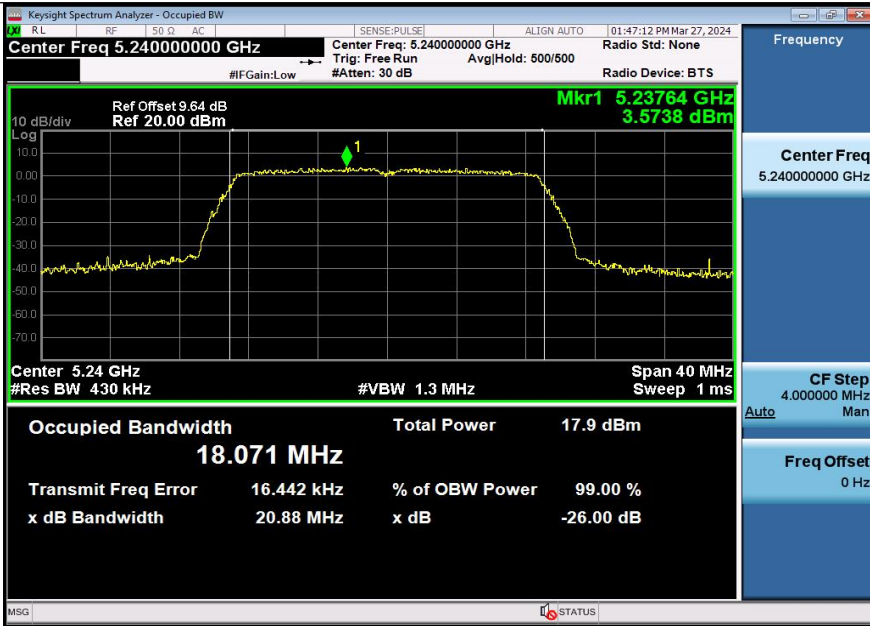 Keysight Spectrum Analyzer - Occupied BW
LXI RL RF 50 Ω AC SENSE:PULSE ALIGN AUTO 01:47:12 PM Mar 27, 2024
Center Freq 5.240000000 GHz
Center Freq: 5.240000000 GHz Radio Std: None
Trig: Free Run Avg|Hold: 500/500
#IFGain:Low #Atten: 30 dB Radio Device: BTS
Frequency
Mkr1 5.23764 GHz
3.5738 dBm
Ref Offset 9.64 dB
10 dB/div Ref 20.00 dBm
Log
10.0
0.00
-10.0
-20.0
-30.0
-40.0
-50.0
-60.0
-70.0
1
Center 5.24 GHz Span 40 MHz
#Res BW 430 kHz #VBW 1.3 MHz Sweep 1 ms
Occupied Bandwidth Total Power 17.9 dBm
18.071 MHz
Transmit Freq Error 16.442 kHz % of OBW Power 99.00 %
x dB Bandwidth 20.88 MHz x dB -26.00 dB
Center Freq
5.240000000 GHz
CF Step
4.000000 MHz
Auto Man
Freq Offset
0 Hz
MSG STATUS